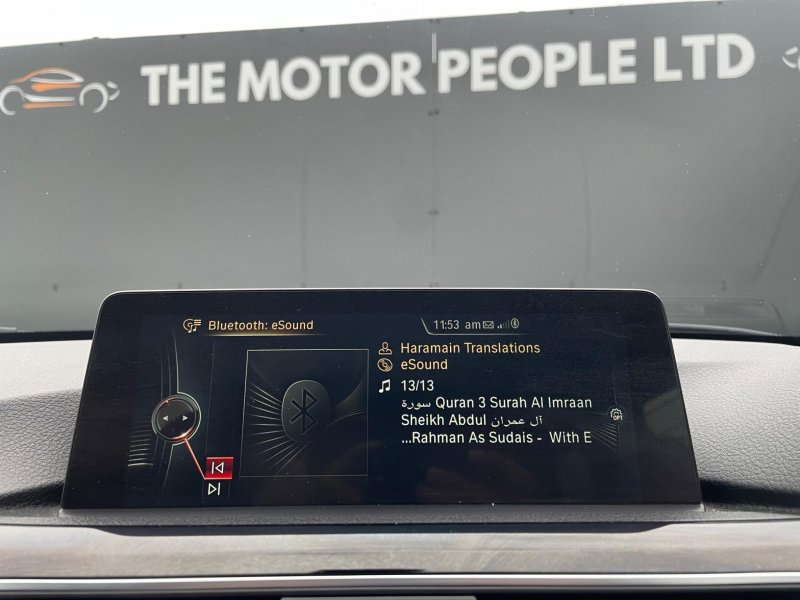 THE MOTOR PEOPLE LTD
Bluetooth: eSound
11:53 am
Haramain Translations
eSound
13/13
Quran 3 Surah Al Imraan سورة
آل عمران Sheikh Abdul
...Rahman As Sudais - With E
OPT